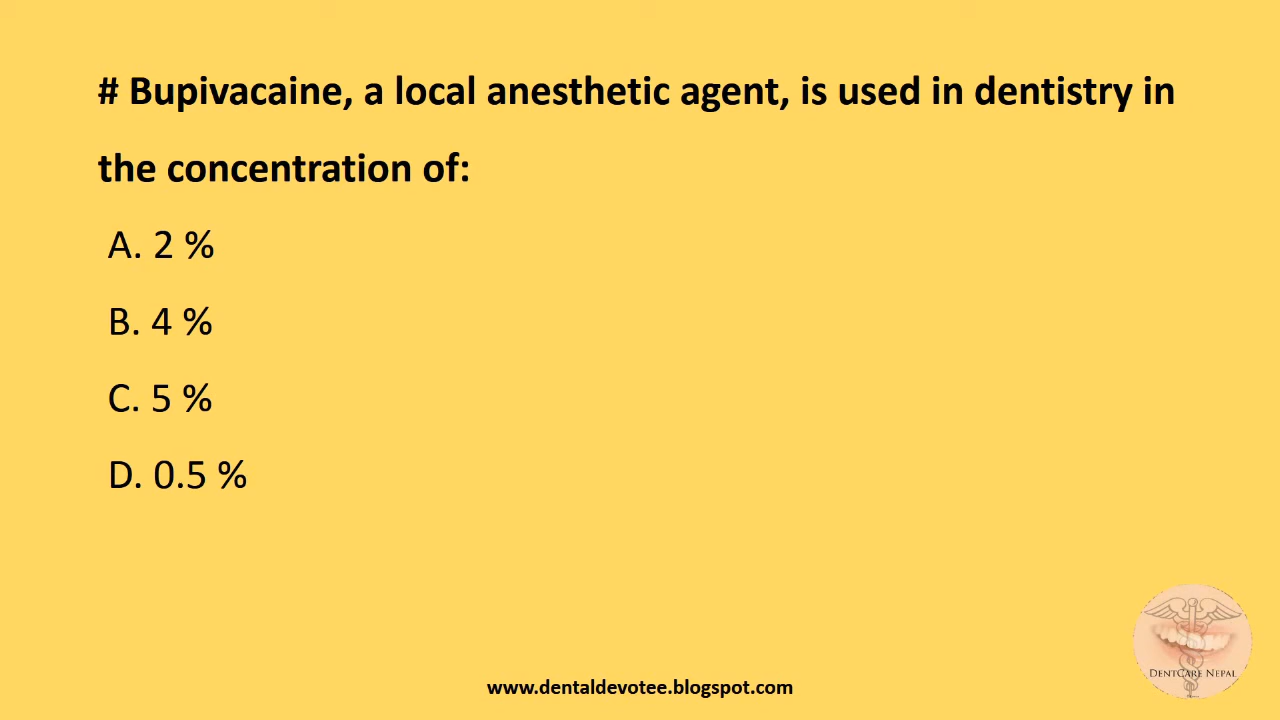 # Bupivacaine, a local anesthetic agent, is used in dentistry in
the concentration of:
A. 2 %
B. 4 %
C. 5 %
D. 0.5 %
DENTCARE NEPAL
www.dentaldevotee.blogspot.com